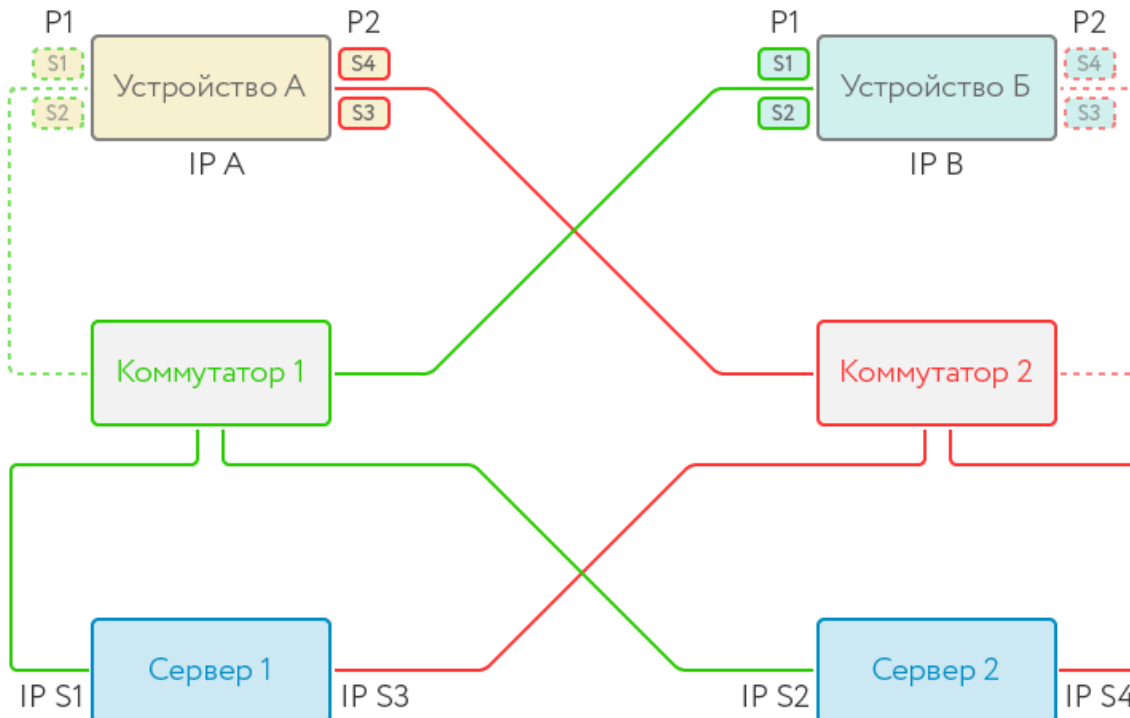 P1 P2 P1 P2
S1 S4 S1 S4
Устройство А Устройство Б
S2 S3 S2 S3
IP A IP B
Коммутатор 1 Коммутатор 2
Сервер 1 Сервер 2
IP S1 IP S3 IP S2 IP S4